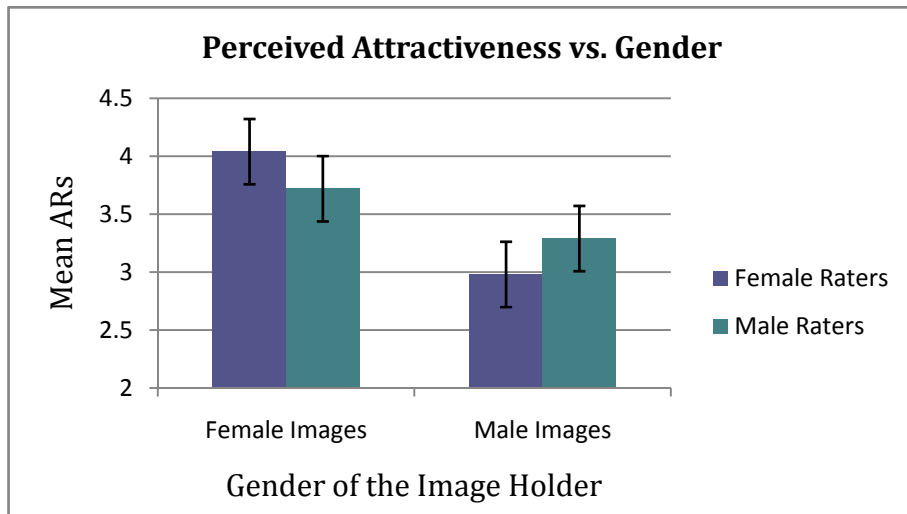 Perceived Attractiveness vs. Gender
4.5
4
3.5
3
2.5
2
Mean ARs
Female Images
Male Images
Gender of the Image Holder
Female Raters
Male Raters